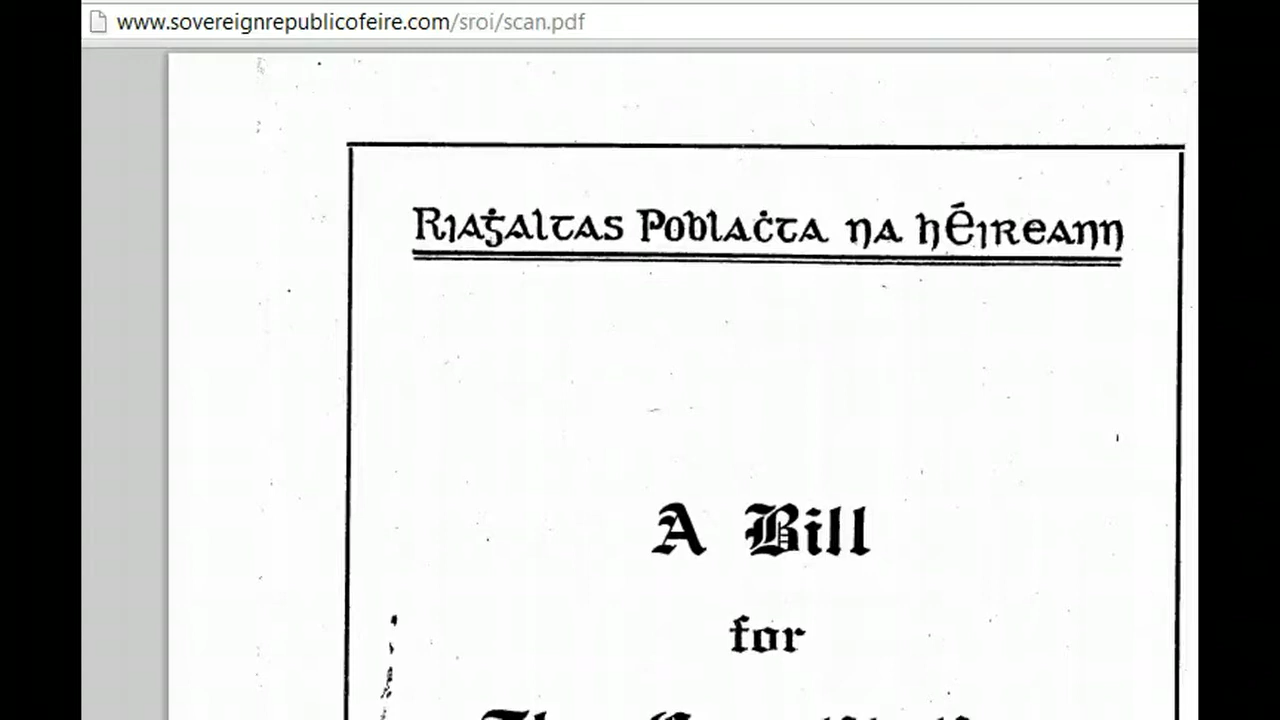 www.sovereignrepublicofeire.com/sroi/scan.pdf
Riaġaltas Poblaċta na hÉireann
A Bill
for